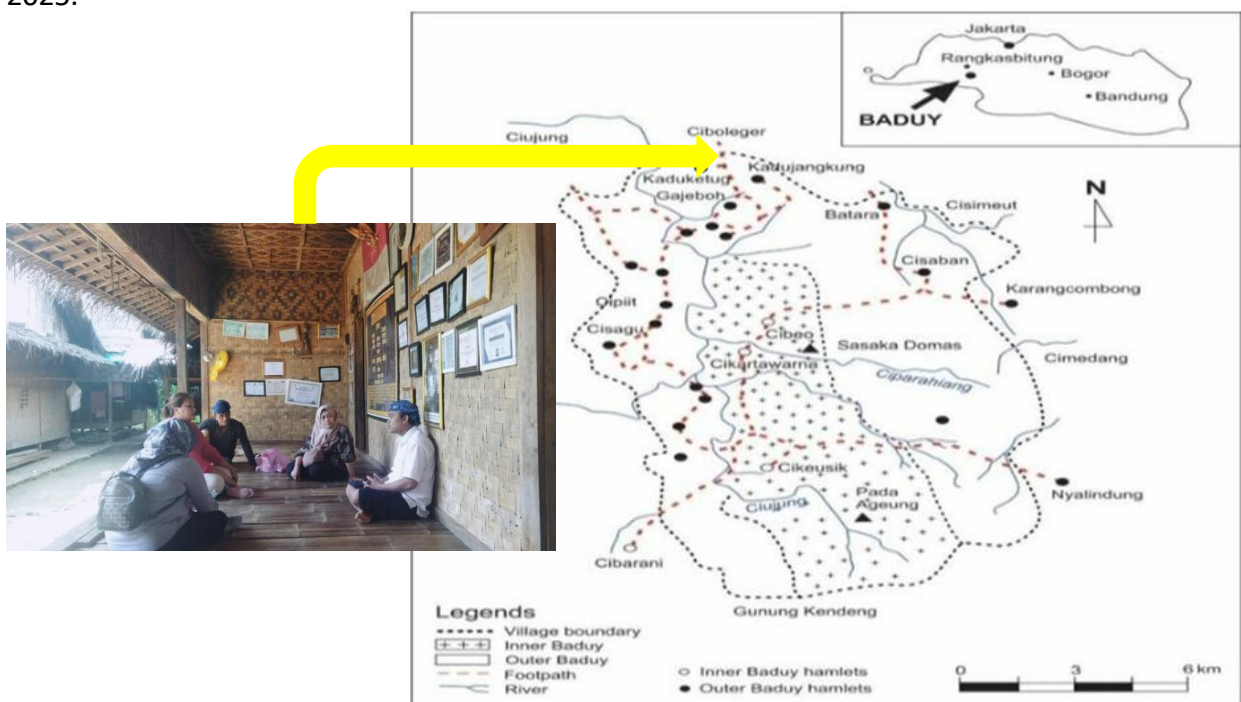 2025.
Jakarta
Rangkasbitung
Bogor
Bandung
BADUY
Ciujung
Ciboleger
Kaduketug
Kadujangkung
Gajeboh
Batara
N
Cisimeut
Cisaban
Karangcombong
Cipiit
Cisagu
Cibeo
Sasaka Domas
Cimedang
Cikartawarna
Ciparahiang
Cikeusik
Nyalindung
Ciujung
Pada
Ageung
Cibarani
Gunung Kendeng
Legends
Village boundary
Inner Baduy
Outer Baduy
Footpath
River
Inner Baduy hamlets
Outer Baduy hamlets
0 3 6 km